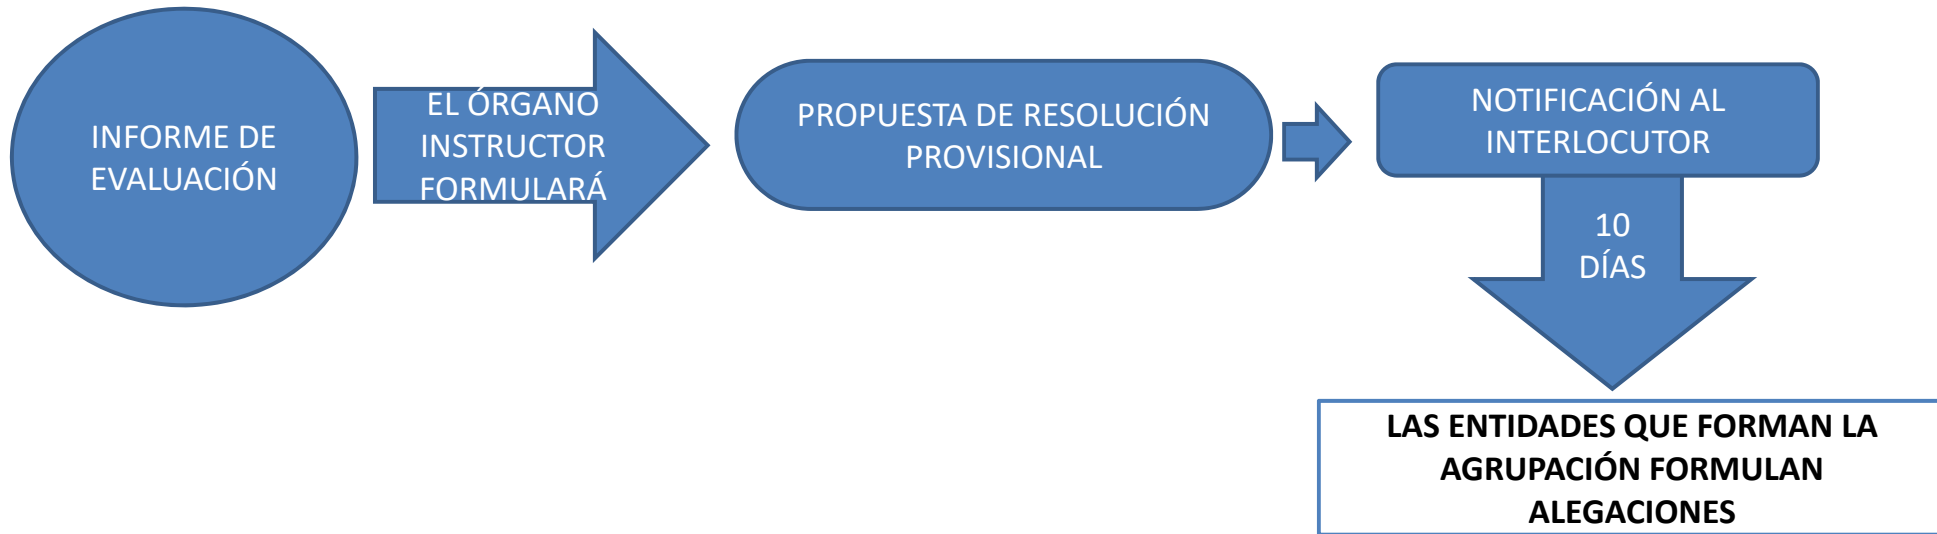 INFORME DE
EVALUACIÓN
EL ÓRGANO
INSTRUCTOR
FORMULARÁ
PROPUESTA DE RESOLUCIÓN
PROVISIONAL
NOTIFICACIÓN AL
INTERLOCUTOR
10
DÍAS
LAS ENTIDADES QUE FORMAN LA
AGRUPACIÓN FORMULAN
ALEGACIONES